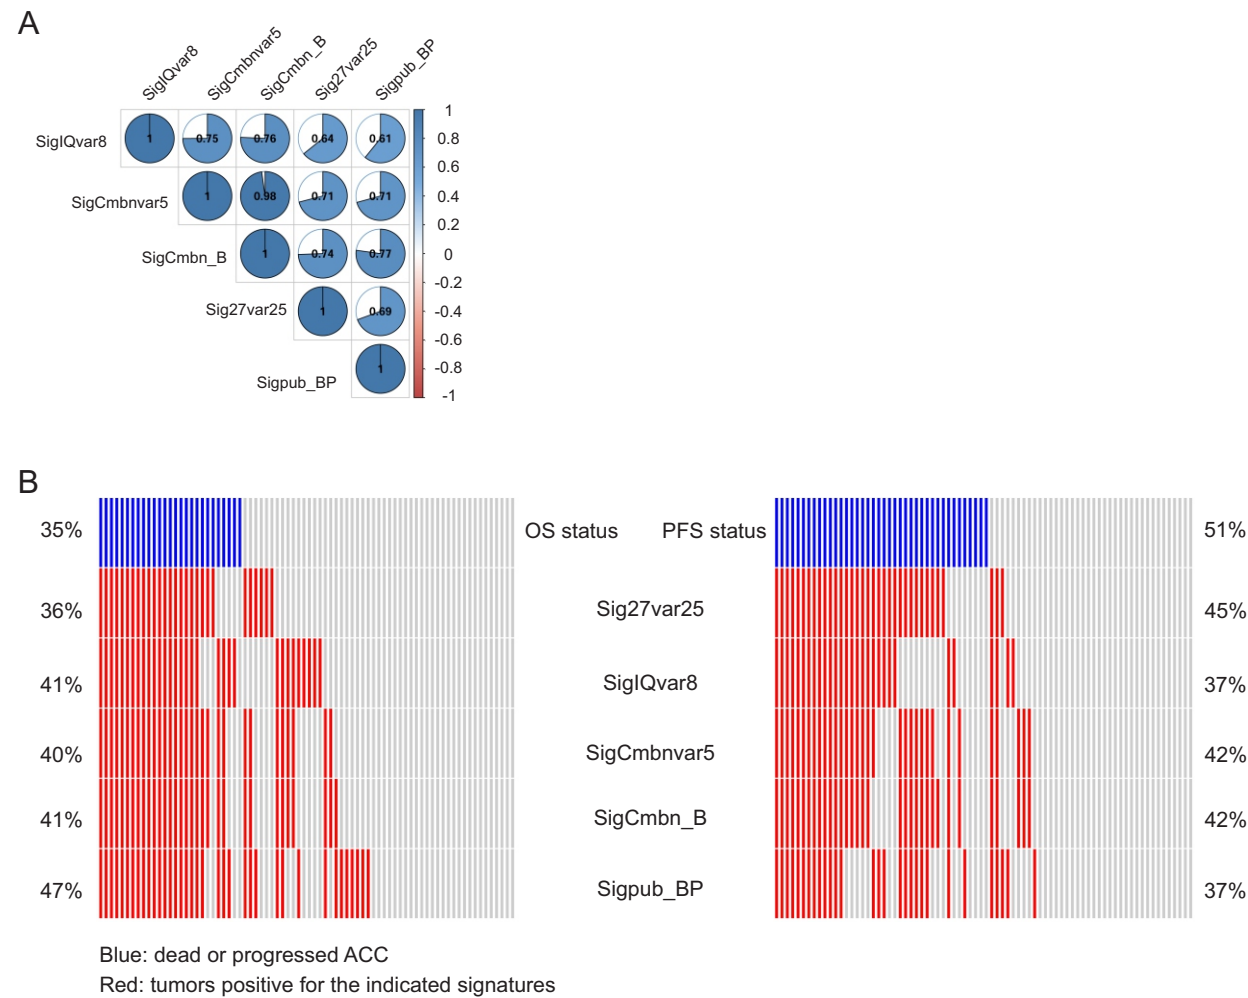 A
SigIQvar8
SigCmbnvar5
SigCmbn_B
Sig27var25
Sigpub_BP
SigIQvar8
1
0.75
0.76
0.64
0.61
SigCmbnvar5
1
0.98
0.71
0.71
SigCmbn_B
1
0.74
0.77
Sig27var25
1
0.69
Sigpub_BP
1
1
0.8
0.6
0.4
0.2
0
-0.2
-0.4
-0.6
-0.8
-1
B
35% OS status PFS status 51%
36% Sig27var25 45%
41% SigIQvar8 37%
40% SigCmbnvar5 42%
41% SigCmbn_B 42%
47% Sigpub_BP 37%
Blue: dead or progressed ACC
Red: tumors positive for the indicated signatures